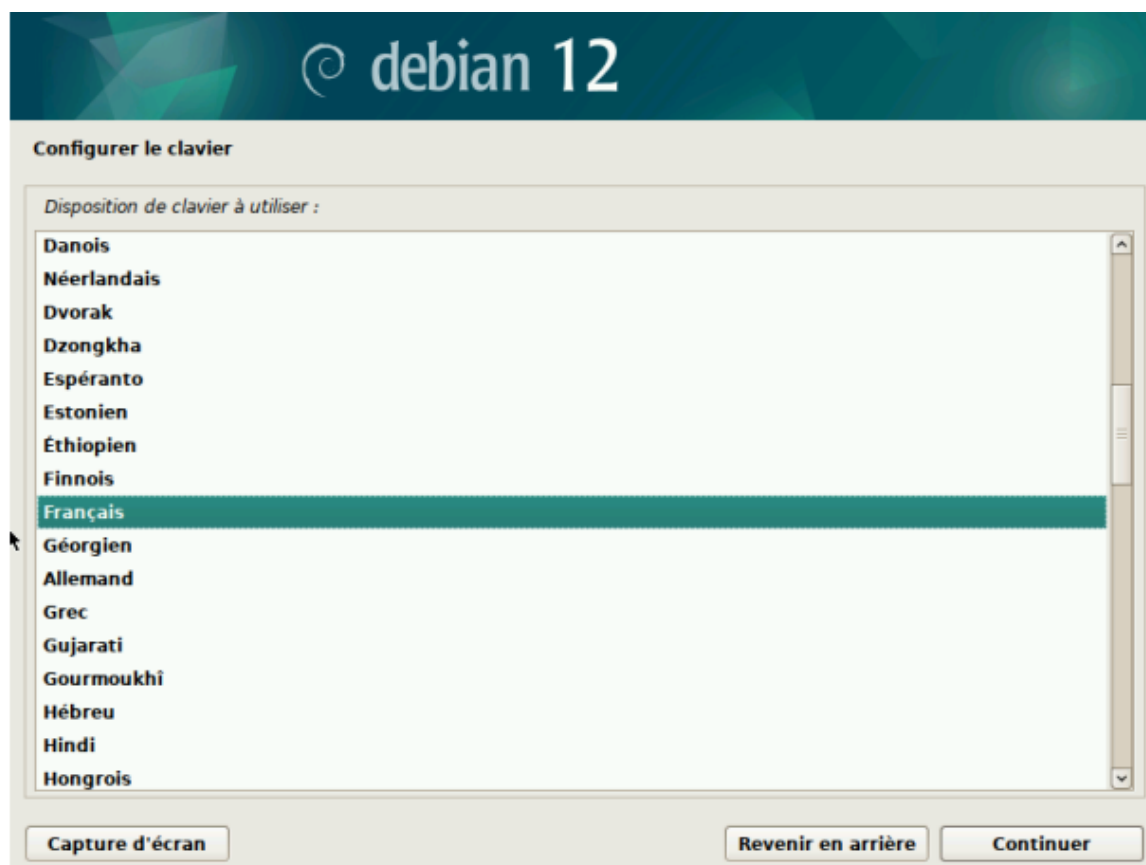 debian 12
Configurer le clavier
Disposition de clavier à utiliser :
Danois
Néerlandais
Dvorak
Dzongkha
Espéranto
Estonien
Éthiopien
Finnois
Français
Géorgien
Allemand
Grec
Gujarati
Gourmoukhî
Hébreu
Hindi
Hongrois
Capture d'écran
Revenir en arrière
Continuer